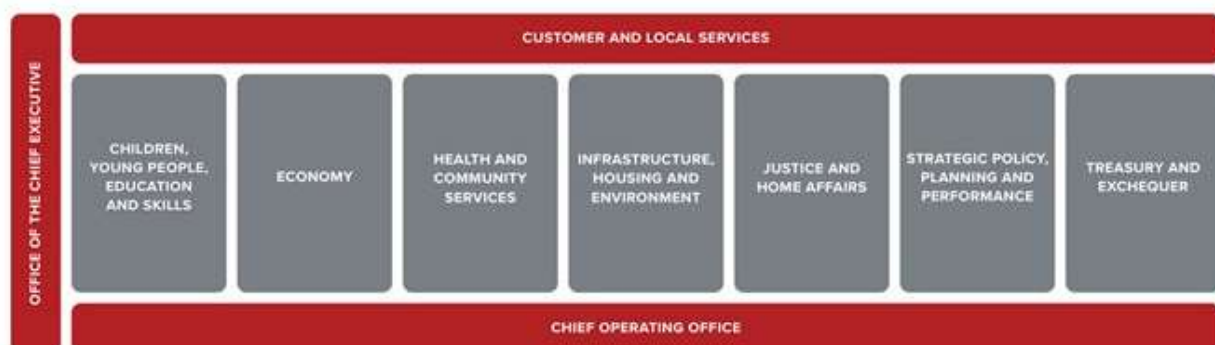 OFFICE OF THE CHIEF EXECUTIVE
CUSTOMER AND LOCAL SERVICES
CHILDREN,
YOUNG PEOPLE,
EDUCATION
AND SKILLS
ECONOMY
HEALTH AND
COMMUNITY
SERVICES
INFRASTRUCTURE,
HOUSING AND
ENVIRONMENT
JUSTICE AND
HOME AFFAIRS
STRATEGIC POLICY,
PLANNING AND
PERFORMANCE
TREASURY AND
EXCHEQUER
CHIEF OPERATING OFFICE